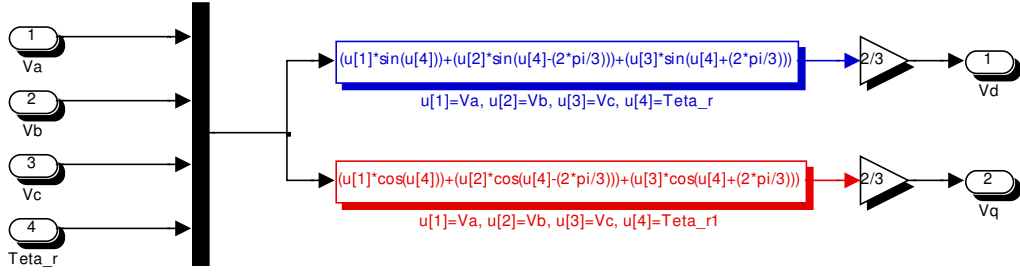 1
Va
2
Vb
3
Vc
4
Teta_r
(u[1]*sin(u[4]))+(u[2]*sin(u[4]-(2*pi/3)))+(u[3]*sin(u[4]+(2*pi/3)))
u[1]=Va, u[2]=Vb, u[3]=Vc, u[4]=Teta_r
2/3
1
Vd
(u[1]*cos(u[4]))+(u[2]*cos(u[4]-(2*pi/3)))+(u[3]*cos(u[4]+(2*pi/3)))
u[1]=Va, u[2]=Vb, u[3]=Vc, u[4]=Teta_r1
2/3
2
Vq